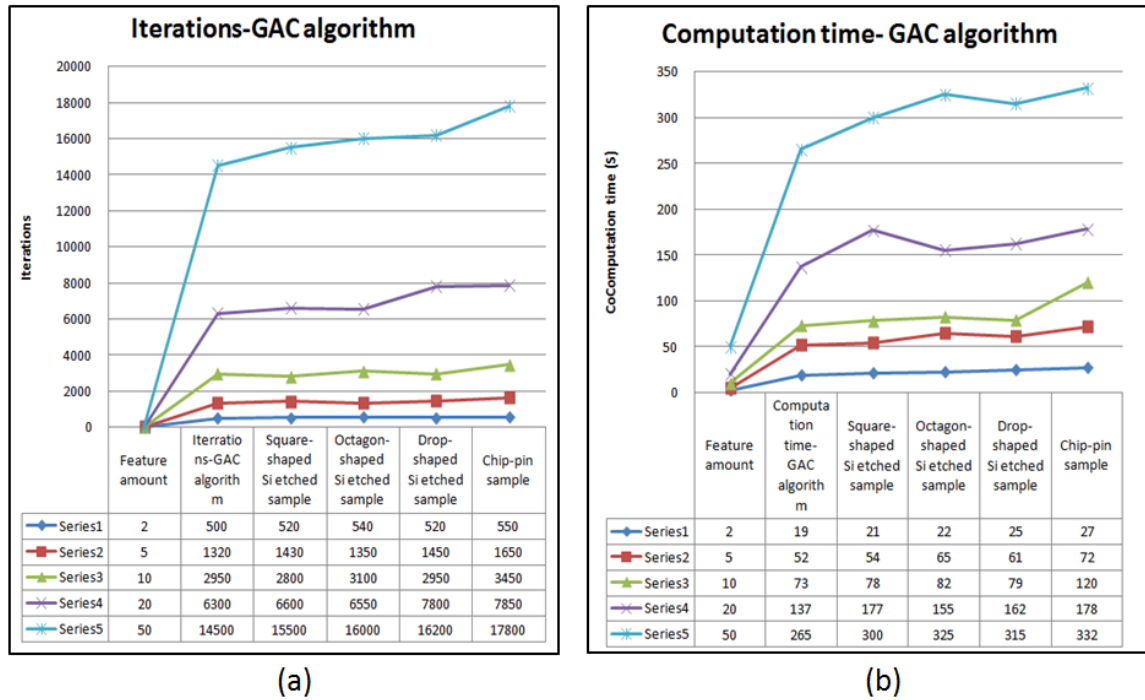 Iterations-GAC algorithm
20000
18000
16000
14000
12000
10000
8000
6000
4000
2000
0
Iterations
Feature
amount
Iterratio
ns-GAC
algorith
m
Square-
shaped
Si etched
sample
Octagon-
shaped
Si etched
sample
Drop-
shaped
Si etched
sample
Chip-pin
sample
Series1 2 500 520 540 520 550
Series2 5 1320 1430 1350 1450 1650
Series3 10 2950 2800 3100 2950 3450
Series4 20 6300 6600 6550 7800 7850
Series5 50 14500 15500 16000 16200 17800
(a)
Computation time- GAC algorithm
350
300
250
200
150
100
50
0
CoComputation time (S)
Feature
amount
Computa
tion
time-
GAC
algorith
m
Square-
shaped
Si etched
sample
Octagon-
shaped
Si etched
sample
Drop-
shaped
Si etched
sample
Chip-pin
sample
Series1 2 19 21 22 25 27
Series2 5 52 54 65 61 72
Series3 10 73 78 82 79 120
Series4 20 137 177 155 162 178
Series5 50 265 300 325 315 332
(b)